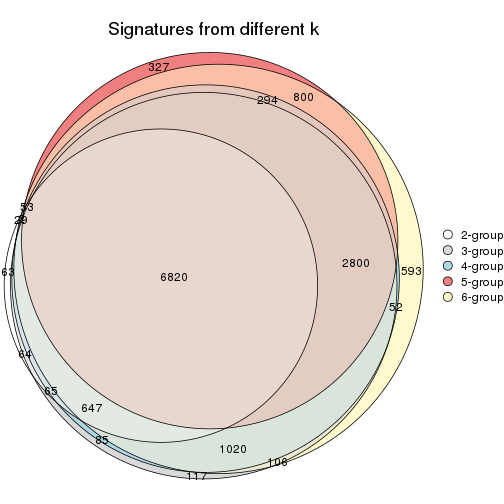 Signatures from different k
327
294
800
53
29
63
6820
2800
593
52
64
65
647
85
1020
106
117
2-group
3-group
4-group
5-group
6-group